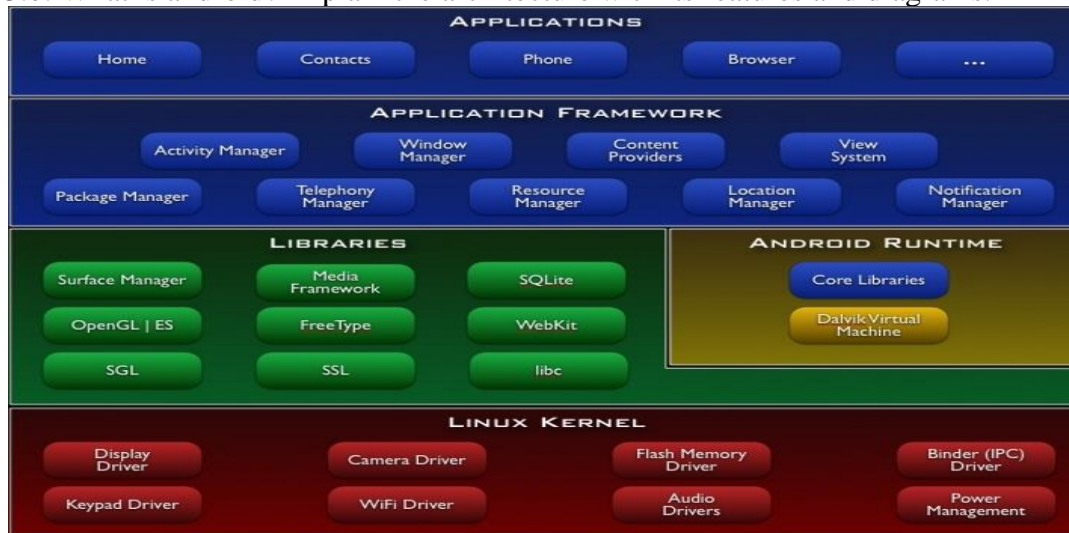 APPLICATIONS
Home Contacts Phone Browser ...
APPLICATION FRAMEWORK
Activity Manager Window Manager Content Providers View System
Package Manager Telephony Manager Resource Manager Location Manager Notification Manager
LIBRARIES ANDROID RUNTIME
Surface Manager Media Framework SQLite Core Libraries
OpenGL | ES FreeType WebKit Dalvik Virtual Machine
SGL SSL libc
LINUX KERNEL
Display Driver Camera Driver Flash Memory Driver Binder (IPC) Driver
Keypad Driver WiFi Driver Audio Drivers Power Management